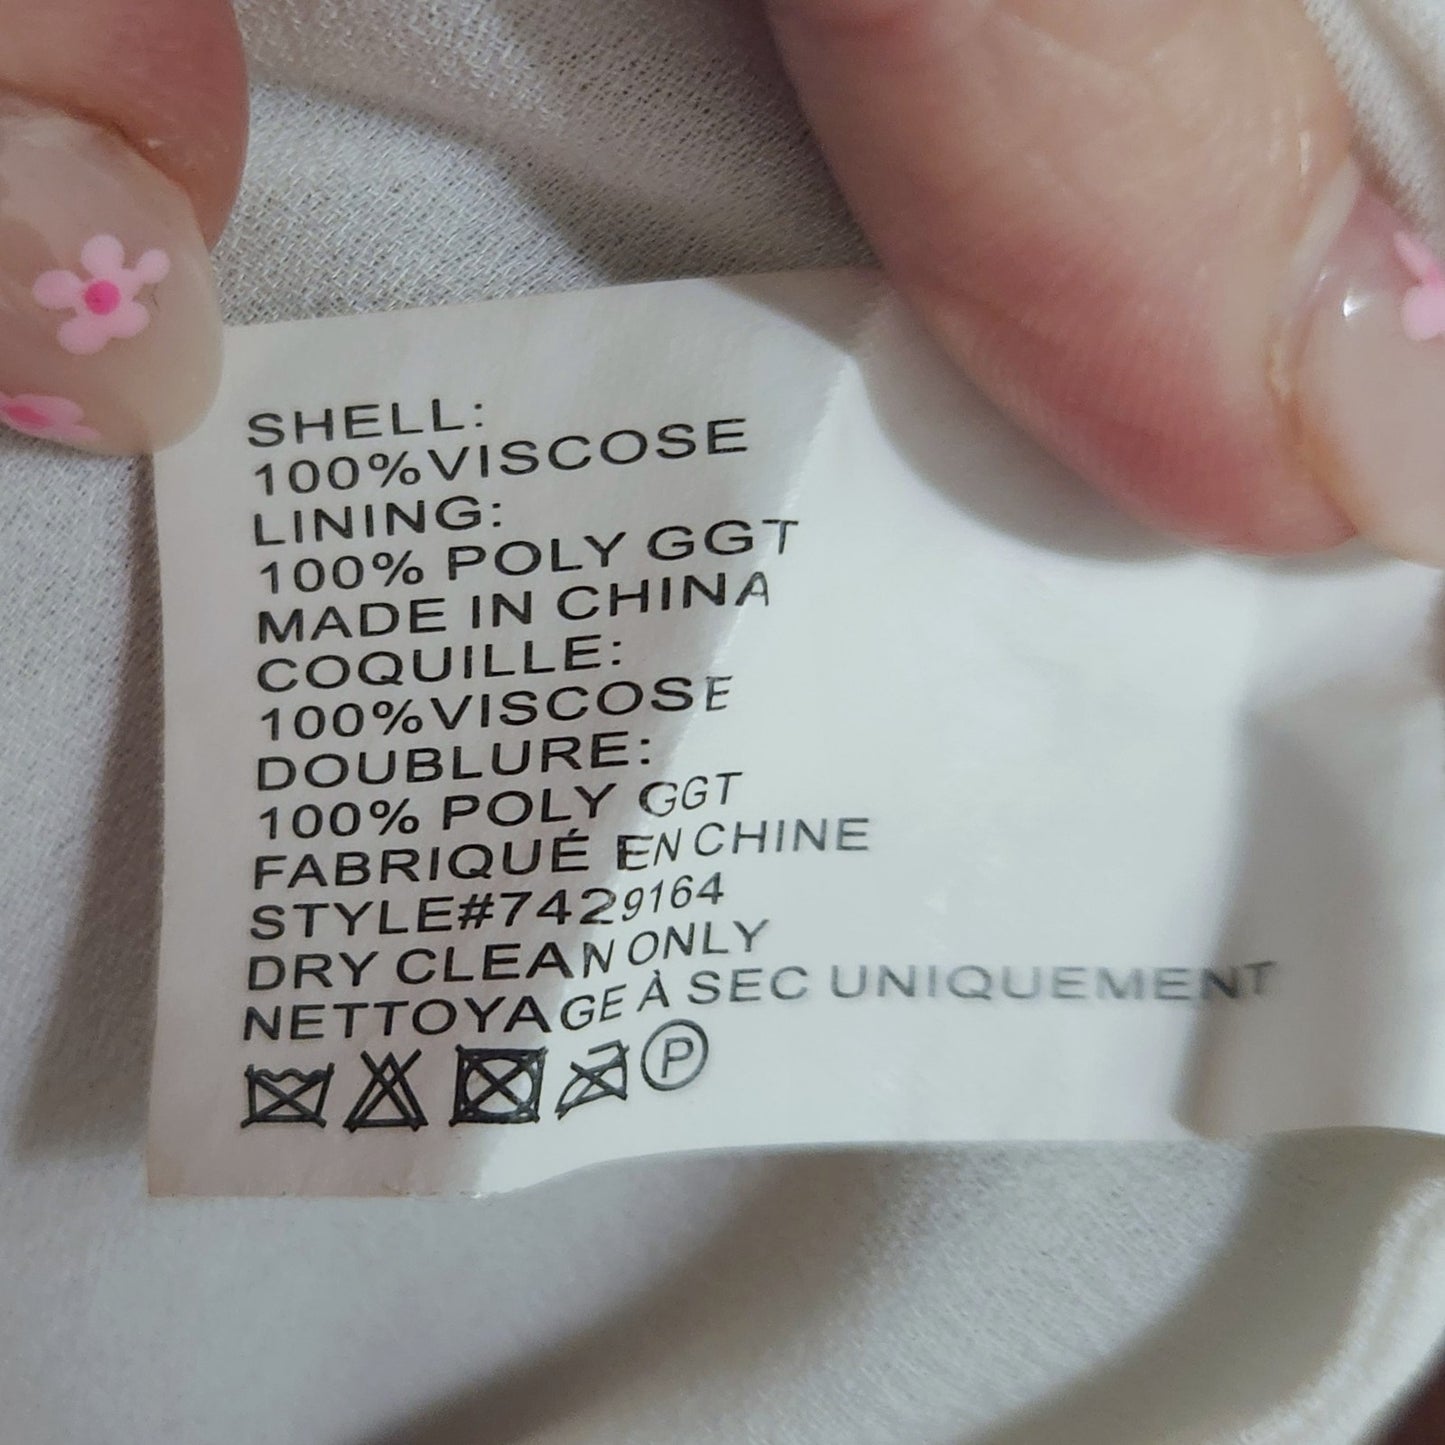 SHELL:
100%VISCOSE
LINING:
100% POLY GGT
MADE IN CHINA
COQUILLE:
100%VISCOSE
DOUBLURE:
100% POLY GGT
FABRIQUÉ EN CHINE
STYLE#7429164
DRY CLEAN ONLY
NETTOYAGE À SEC UNIQUEMENT
P